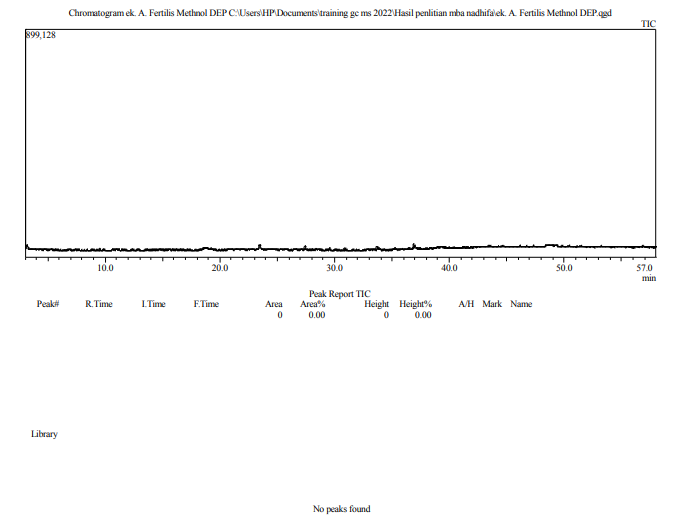 Chromatogram ek. A. Fertilis Methnol DEP C:\Users\HP\Documents\training gc ms 2022\Hasil penlitian mba nadhifa\ek. A. Fertilis Methnol DEP.qgd
TIC
899,128
10.0 20.0 30.0 40.0 50.0 57.0
min
Peak Report TIC
Peak# R.Time I.Time F.Time Area Area% Height Height% A/H Mark Name
0 0.00 0 0.00
Library
No peaks found